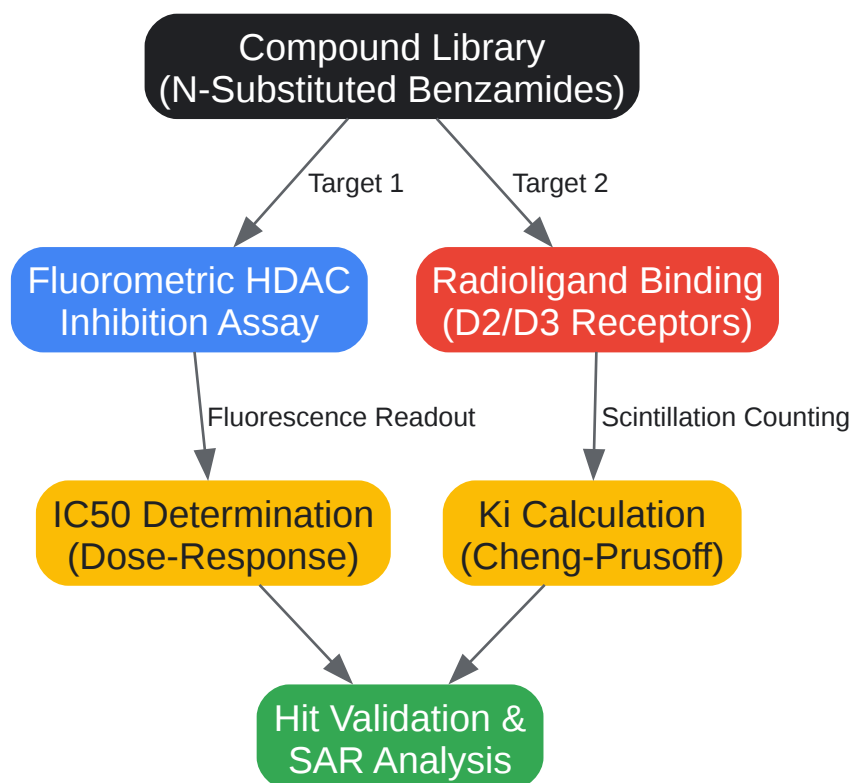 Compound Library
(N-Substituted Benzamides)
Target 1
Target 2
Fluorometric HDAC
Inhibition Assay
Radioligand Binding
(D2/D3 Receptors)
Fluorescence Readout
Scintillation Counting
IC50 Determination
(Dose-Response)
Ki Calculation
(Cheng-Prusoff)
Hit Validation &
SAR Analysis